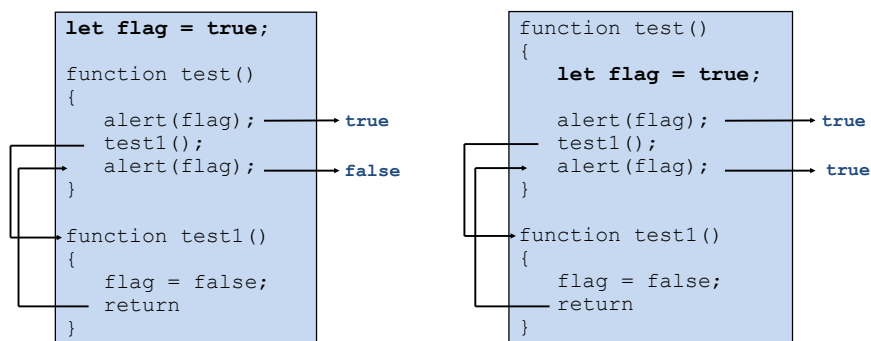 let flag = true;
function test()
{
alert(flag);
true
test1();
alert(flag);
false
}
function test1()
{
flag = false;
return
}
function test()
{
let flag = true;
alert(flag);
true
test1();
alert(flag);
true
}
function test1()
{
flag = false;
return
}